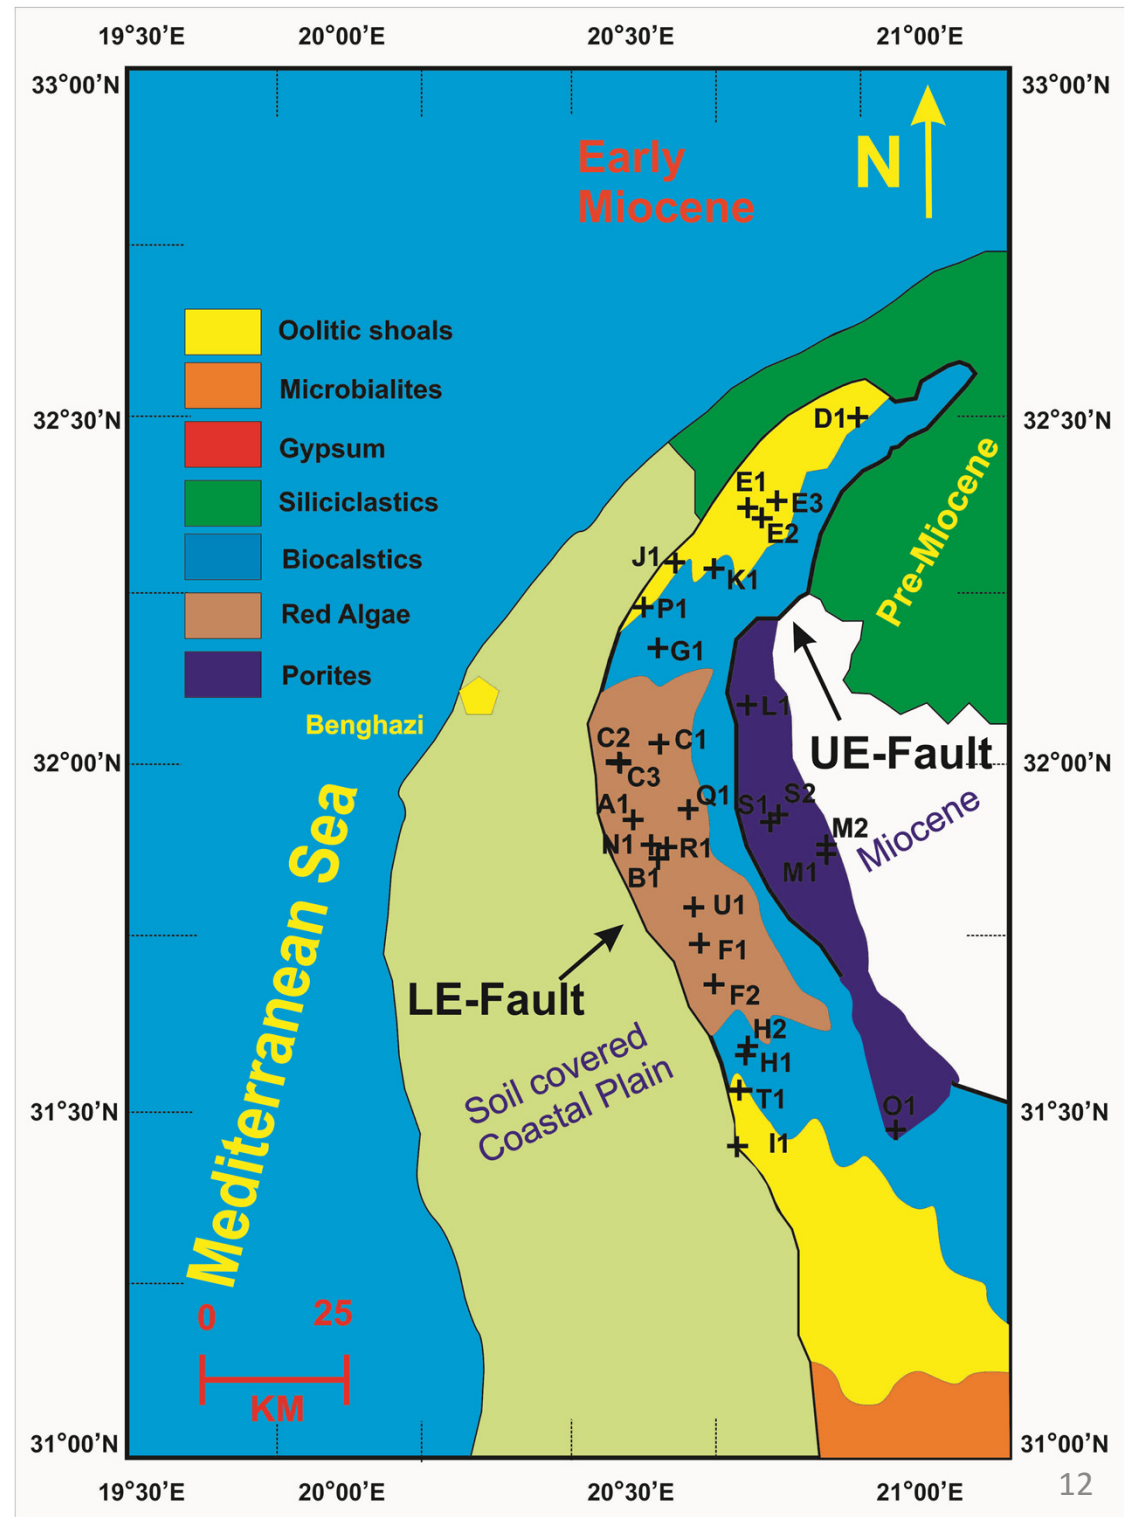 19°30’E 20°00’E 20°30’E 21°00’E
33°00’N 33°00’N
N
Early
Miocene
Oolitic shoals
Microbialites
Gypsum
Siliciclastics
Biocalstics
Red Algae
Porites
32°30’N 32°30’N
D1
E1
E3
E2
Pre-Miocene
J1
K1
P1
G1
L1
Benghazi
C2
C1
UE-Fault
32°00’N 32°00’N
C3
A1
Q1
S1
S2
Miocene
M2
N1
R1
B1
M1
U1
F1
LE-Fault
F2
Mediterranean Sea
H2
H1
Soil covered
Coastal Plain
31°30’N 31°30’N
T1
O1
I1
0 25
KM
31°00’N 31°00’N
19°30’E 20°00’E 20°30’E 21°00’E
12